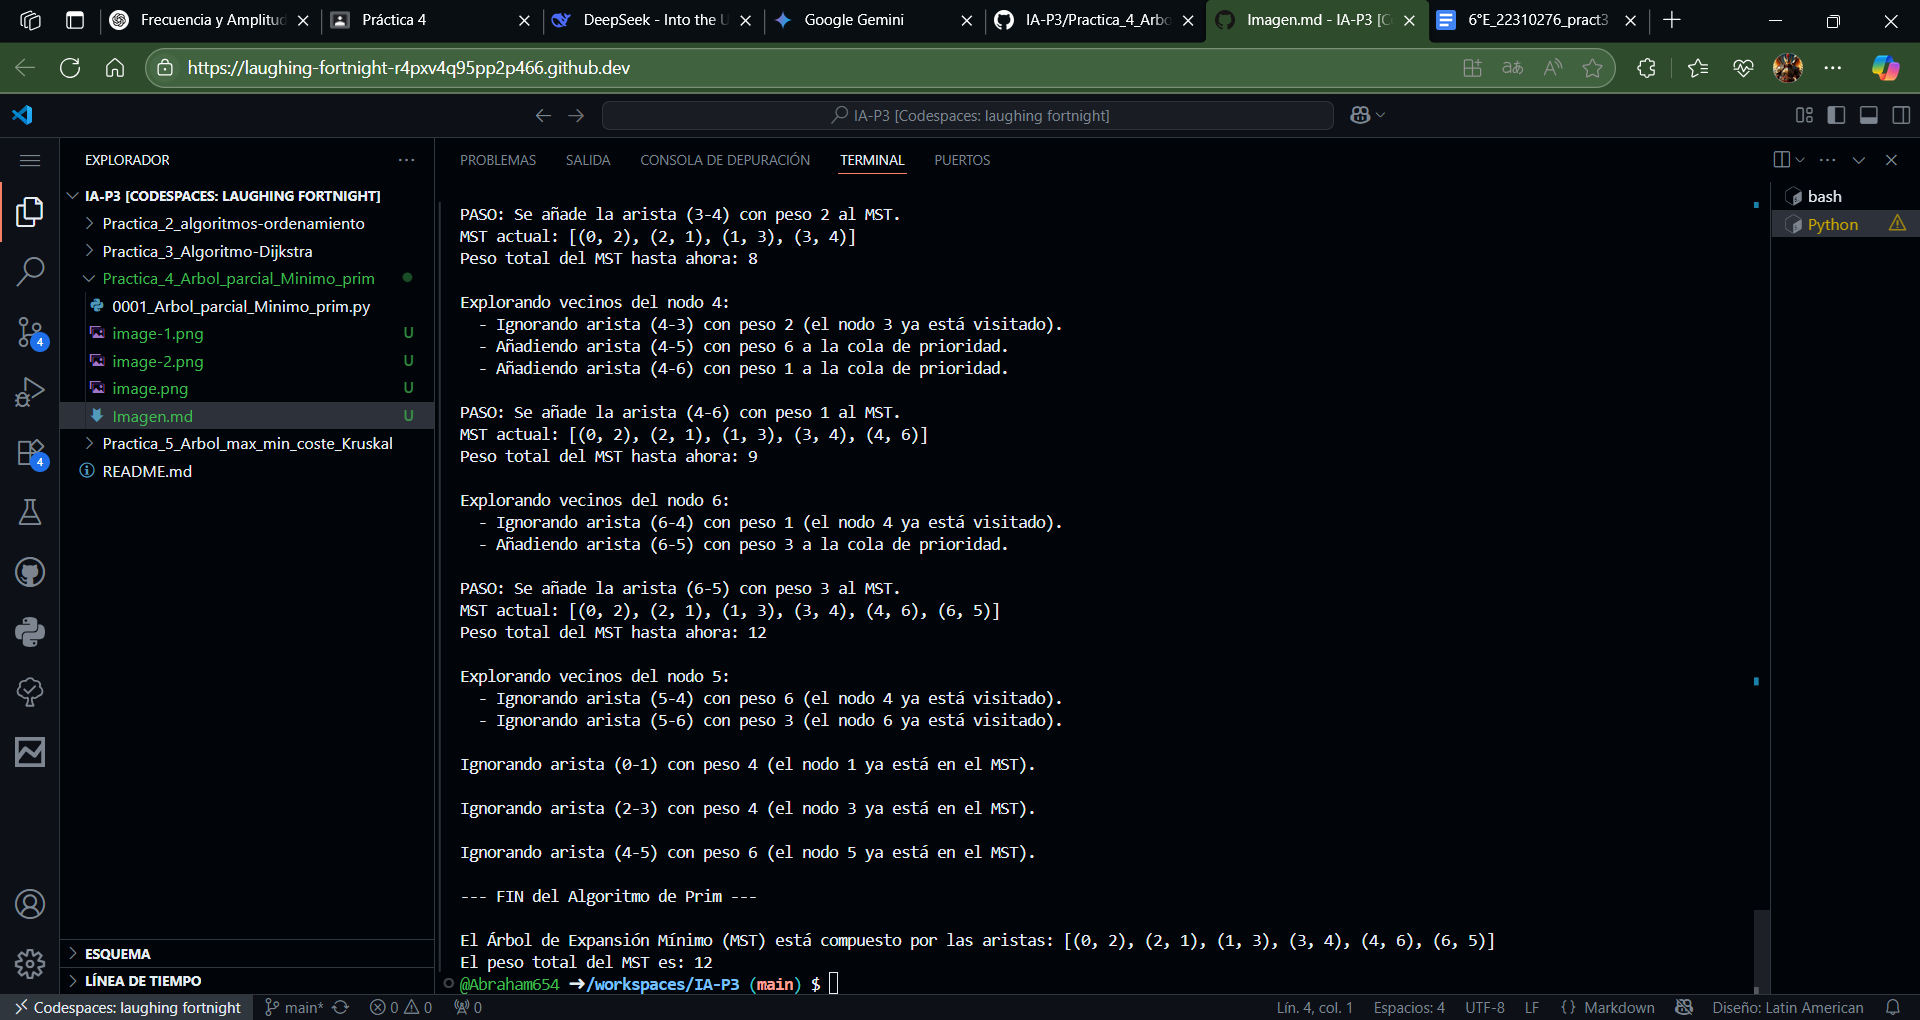 Frecuencia y Amplitud
Práctica 4
DeepSeek - Into the U
Google Gemini
IA-P3/Practica_4_Arbo
Imagen.md - IA-P3 [C
6°E_22310276_pract3
https://laughing-fortnight-r4pxv4q95pp2p466.github.dev
IA-P3 [Codespaces: laughing fortnight]
EXPLORADOR
IA-P3 [CODESPACES: LAUGHING FORTNIGHT]
Practica_2_algoritmos-ordenamiento
Practica_3_Algoritmo-Dijkstra
Practica_4_Arbol_parcial_Minimo_prim
0001_Arbol_parcial_Minimo_prim.py
image-1.png U
image-2.png U
image.png U
Imagen.md U
Practica_5_Arbol_max_min_coste_Kruskal
README.md
4
4
ESQUEMA
LÍNEA DE TIEMPO
PROBLEMAS SALIDA CONSOLA DE DEPURACIÓN TERMINAL PUERTOS
PASO: Se añade la arista (3-4) con peso 2 al MST.
MST actual: [(0, 2), (2, 1), (1, 3), (3, 4)]
Peso total del MST hasta ahora: 8
Explorando vecinos del nodo 4:
- Ignorando arista (4-3) con peso 2 (el nodo 3 ya está visitado).
- Añadiendo arista (4-5) con peso 6 a la cola de prioridad.
- Añadiendo arista (4-6) con peso 1 a la cola de prioridad.
PASO: Se añade la arista (4-6) con peso 1 al MST.
MST actual: [(0, 2), (2, 1), (1, 3), (3, 4), (4, 6)]
Peso total del MST hasta ahora: 9
Explorando vecinos del nodo 6:
- Ignorando arista (6-4) con peso 1 (el nodo 4 ya está visitado).
- Añadiendo arista (6-5) con peso 3 a la cola de prioridad.
PASO: Se añade la arista (6-5) con peso 3 al MST.
MST actual: [(0, 2), (2, 1), (1, 3), (3, 4), (4, 6), (6, 5)]
Peso total del MST hasta ahora: 12
Explorando vecinos del nodo 5:
- Ignorando arista (5-4) con peso 6 (el nodo 4 ya está visitado).
- Ignorando arista (5-6) con peso 3 (el nodo 6 ya está visitado).
Ignorando arista (0-1) con peso 4 (el nodo 1 ya está en el MST).
Ignorando arista (2-3) con peso 4 (el nodo 3 ya está en el MST).
Ignorando arista (4-5) con peso 6 (el nodo 5 ya está en el MST).
--- FIN del Algoritmo de Prim ---
El Árbol de Expansión Mínimo (MST) está compuesto por las aristas: [(0, 2), (2, 1), (1, 3), (3, 4), (4, 6), (6, 5)]
El peso total del MST es: 12
@Abraham654 ➜/workspaces/IA-P3 (main) $
bash
Python
Codespaces: laughing fortnight main* 0 0 0 Lín. 4, col. 1 Espacios: 4 UTF-8 LF {} Markdown Diseño: Latin American